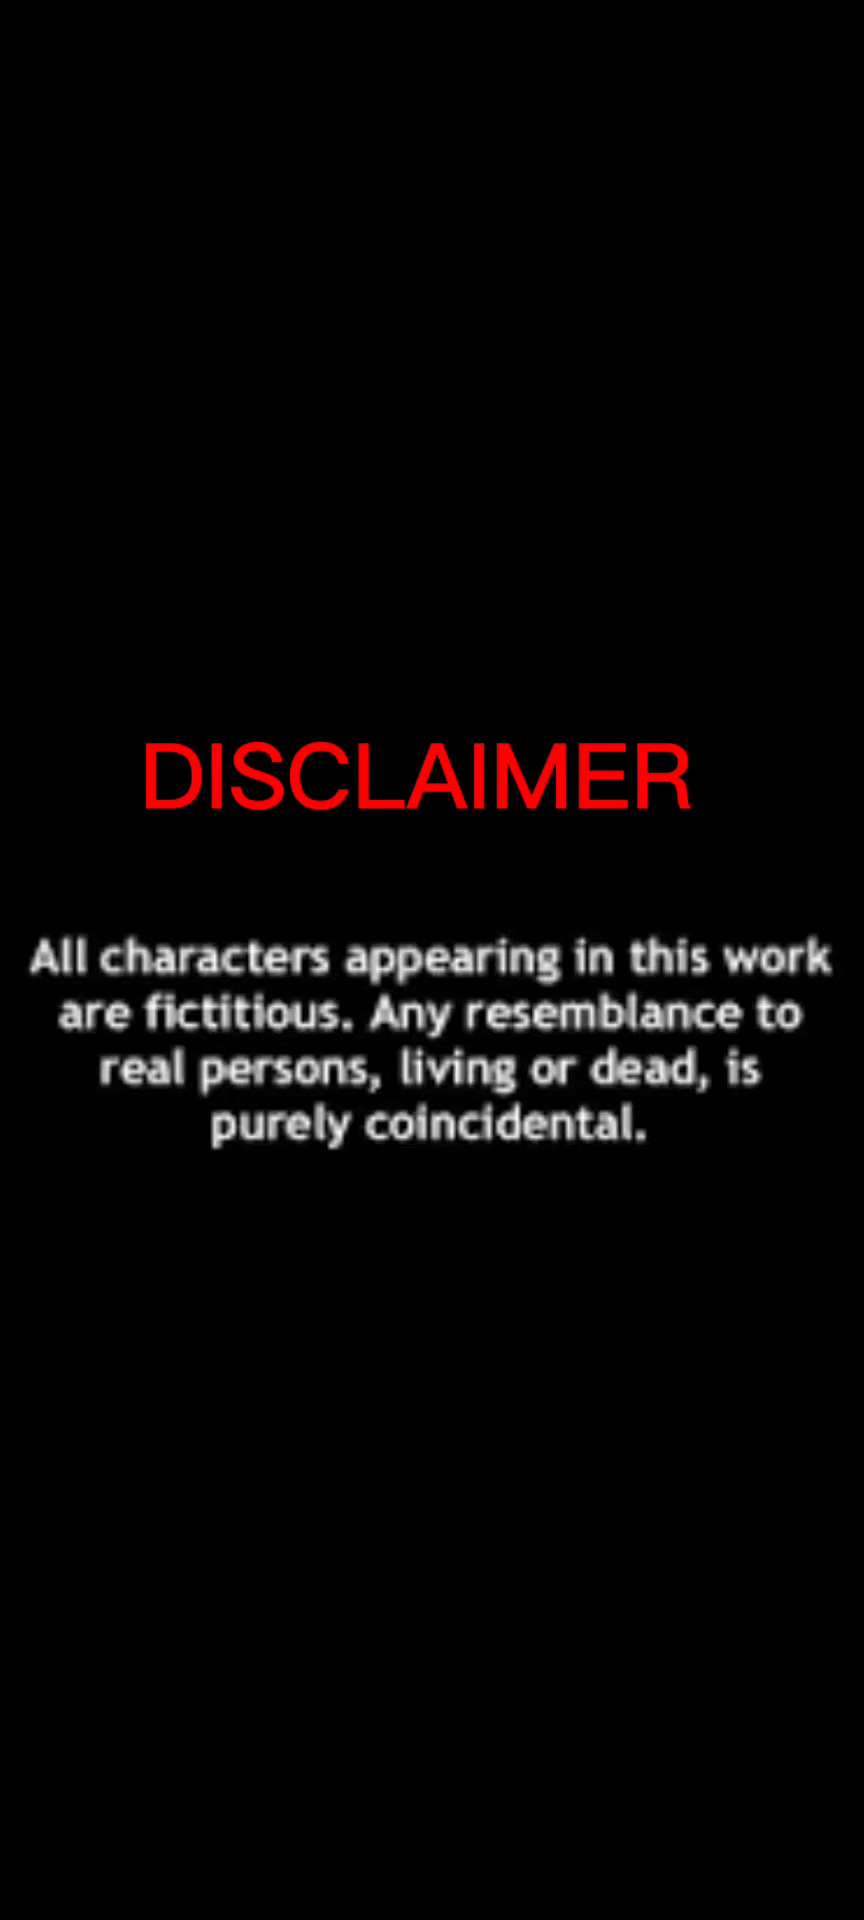 DISCLAIMER
All characters appearing in this work
are fictitious. Any resemblance to
real persons, living or dead, is
purely coincidental.